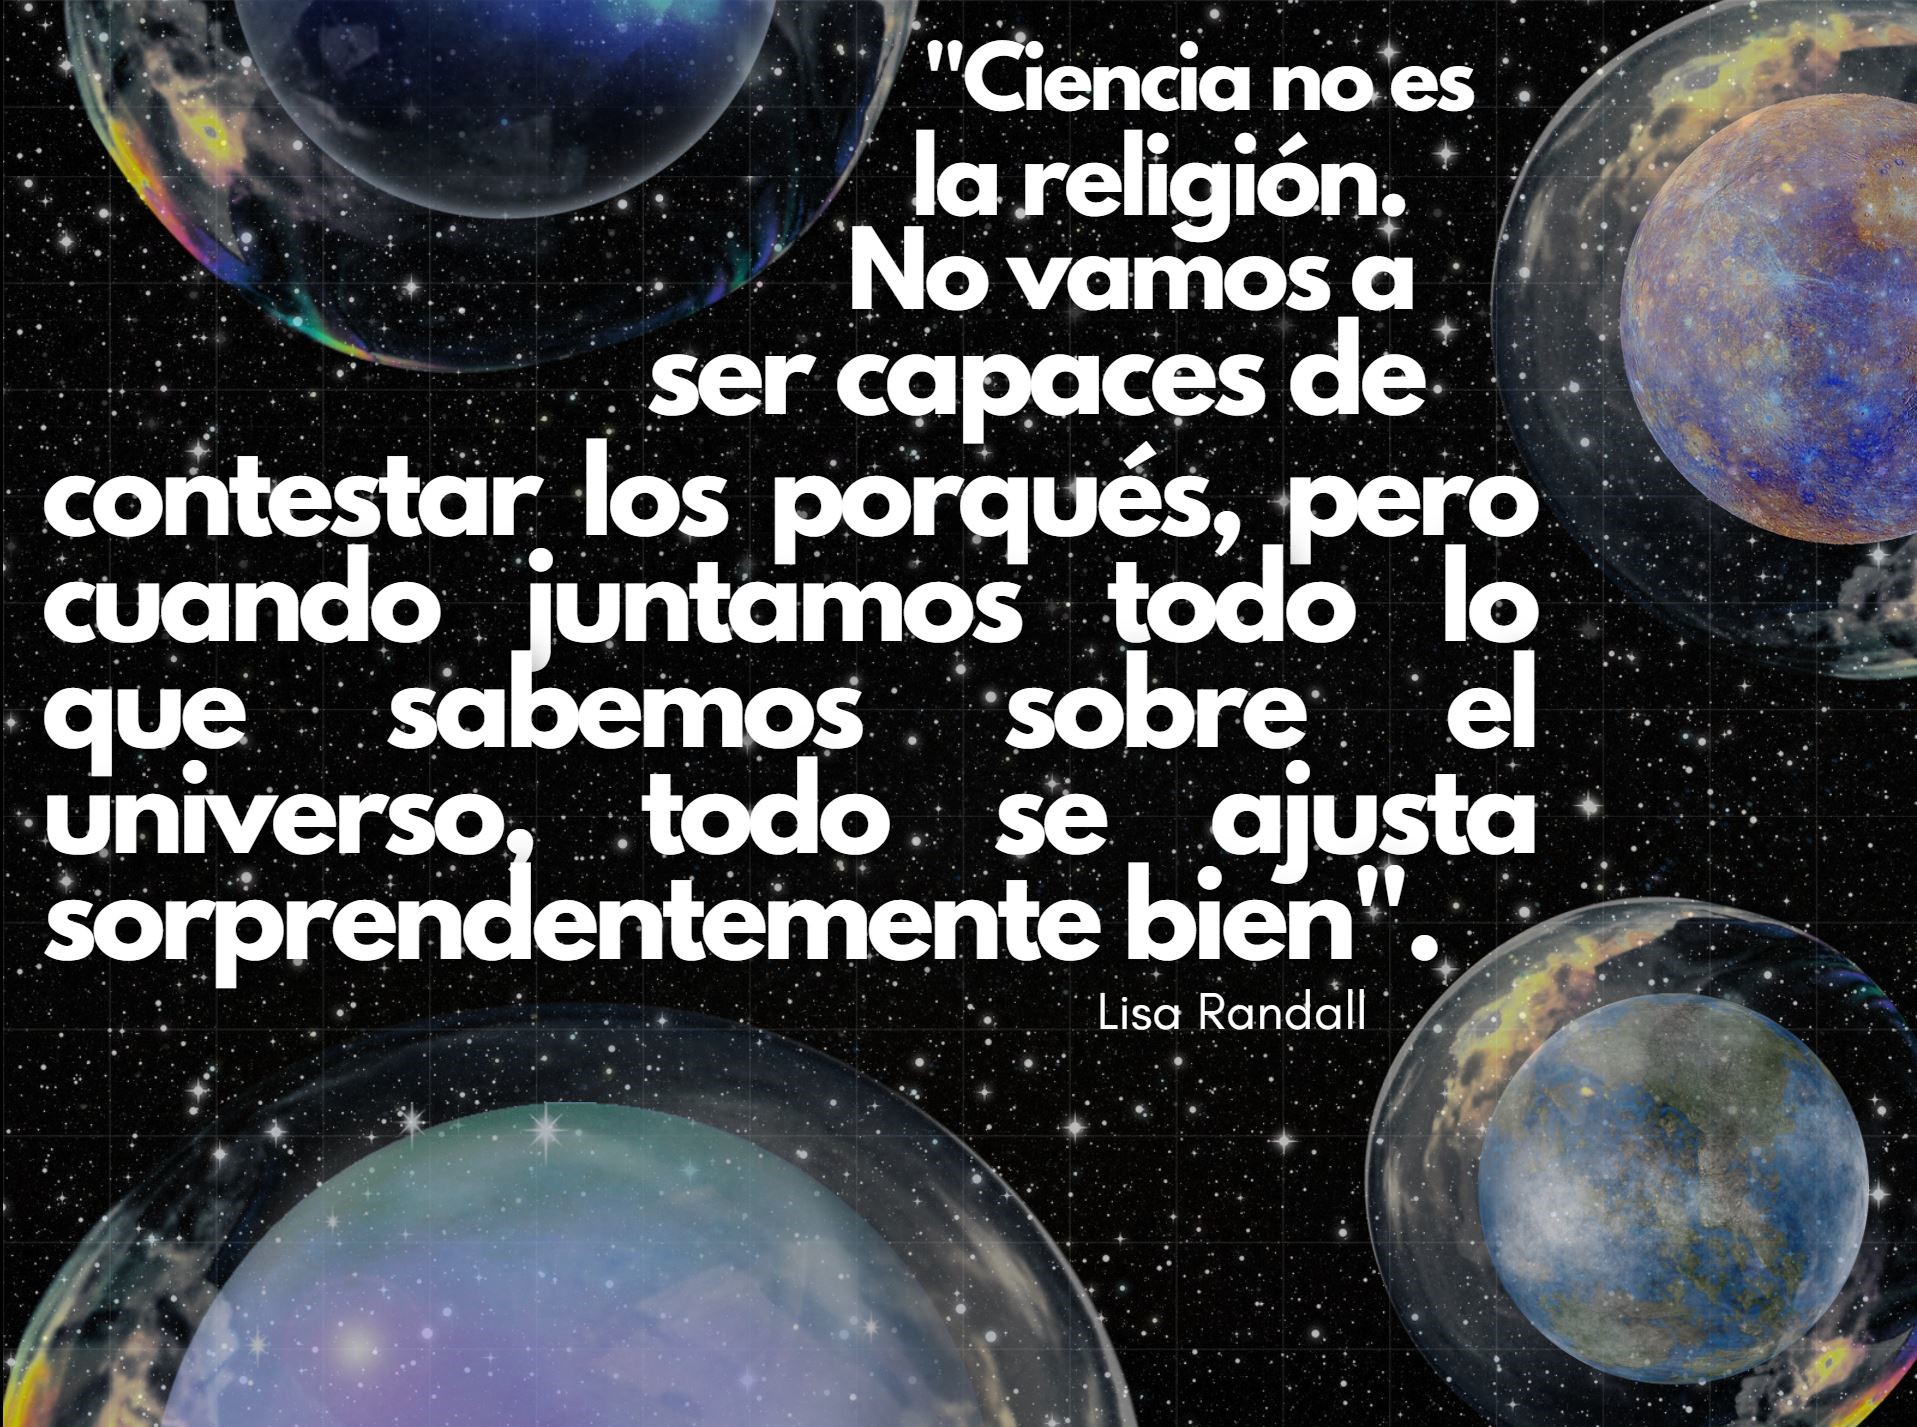 "Ciencia no es
la religión.
No vamos a
ser capaces de
contestar los porqués, pero
cuando juntamos todo lo
que sabemos sobre el
universo, todo se ajusta
sorprendentemente bien".
Lisa Randall